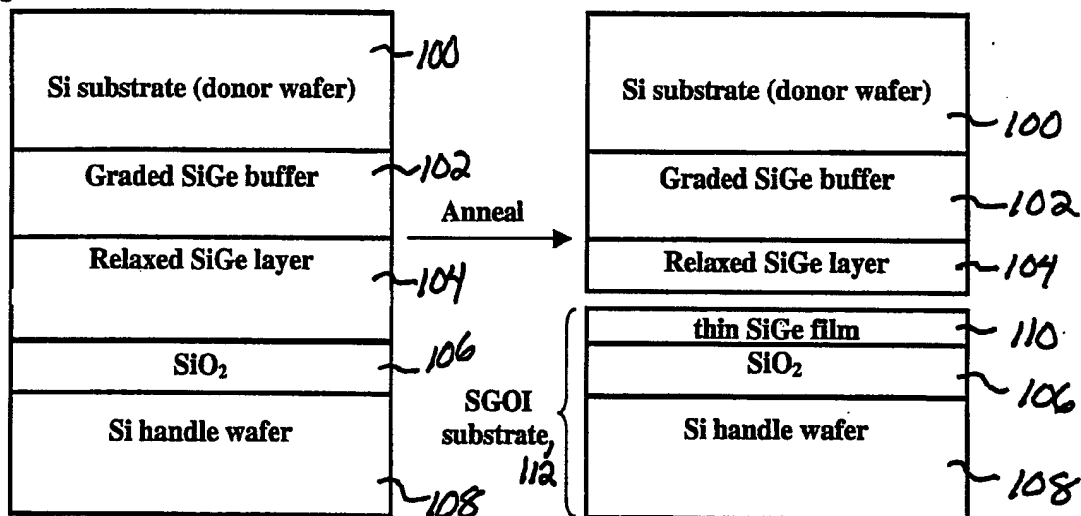 Si substrate (donor wafer)
100
Graded SiGe buffer
102
Relaxed SiGe layer
104
SiO₂
106
Si handle wafer
108
Anneal
Si substrate (donor wafer)
100
Graded SiGe buffer
102
Relaxed SiGe layer
104
thin SiGe film
110
SiO₂
106
SGOI
substrate,
112
Si handle wafer
108